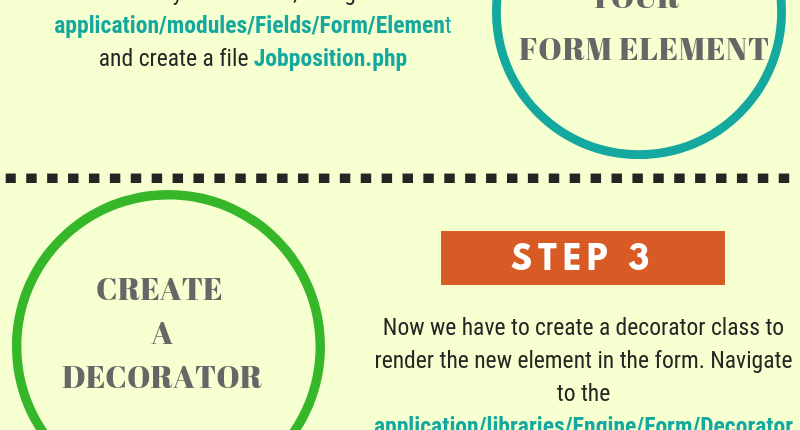 application/modules/Fields/Form/Element
and create a file Jobposition.php
YOUR
FORM ELEMENT
CREATE
A
DECORATOR
STEP 3
Now we have to create a decorator class to
render the new element in the form. Navigate
to the
application/libraries/Engine/Form/Decorator